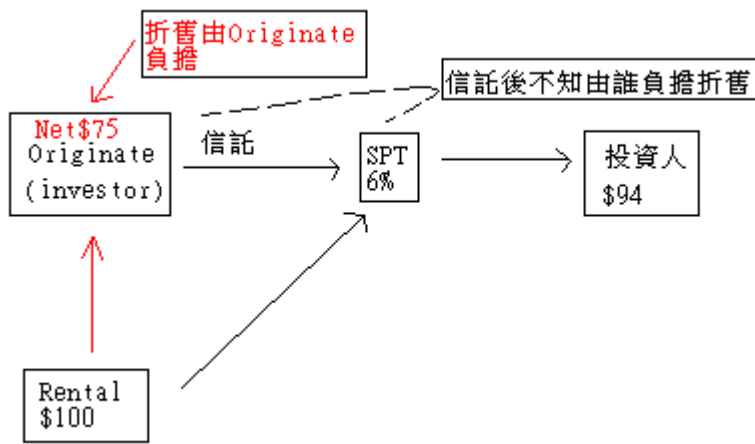 折舊由Originate
負擔
信託後不知由誰負擔折舊
Net$75
Originate
(investor)
信託
SPT
6%
投資人
$94
Rental
$100